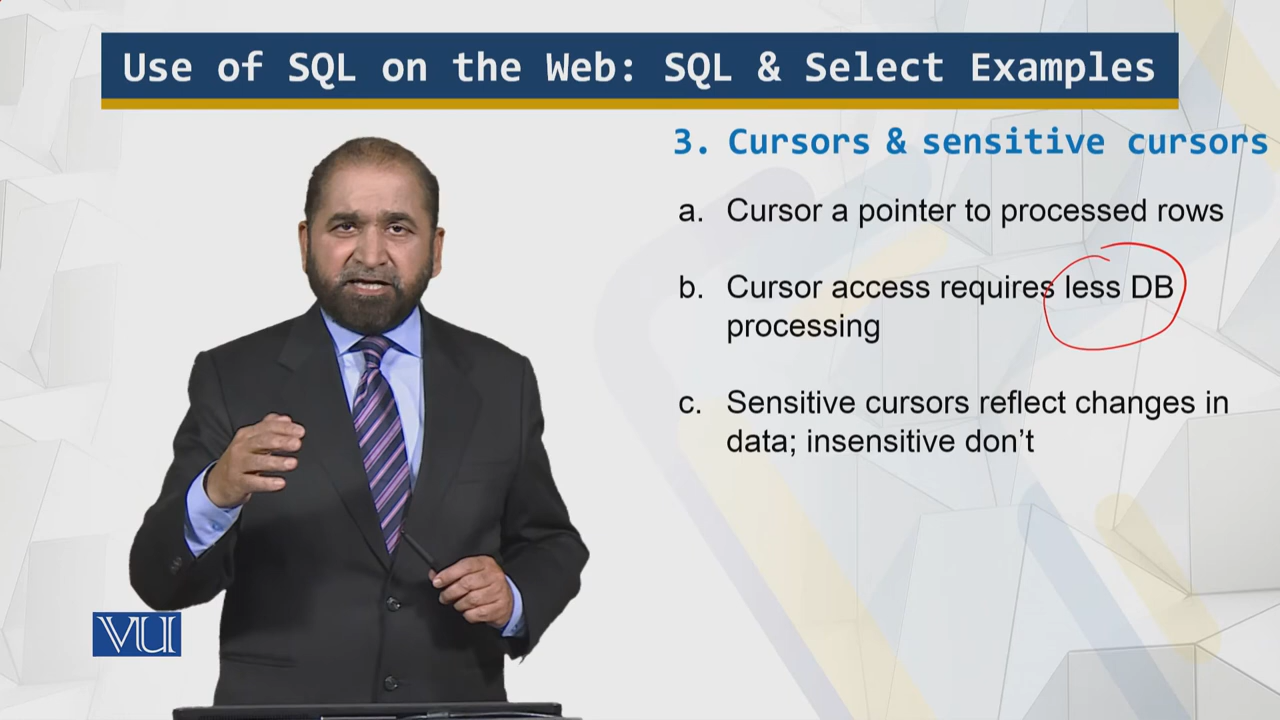 Use of SQL on the Web: SQL & Select Examples
3. Cursors & sensitive cursors
a. Cursor a pointer to processed rows
b. Cursor access requires less DB
processing
c. Sensitive cursors reflect changes in
data; insensitive don't
VU